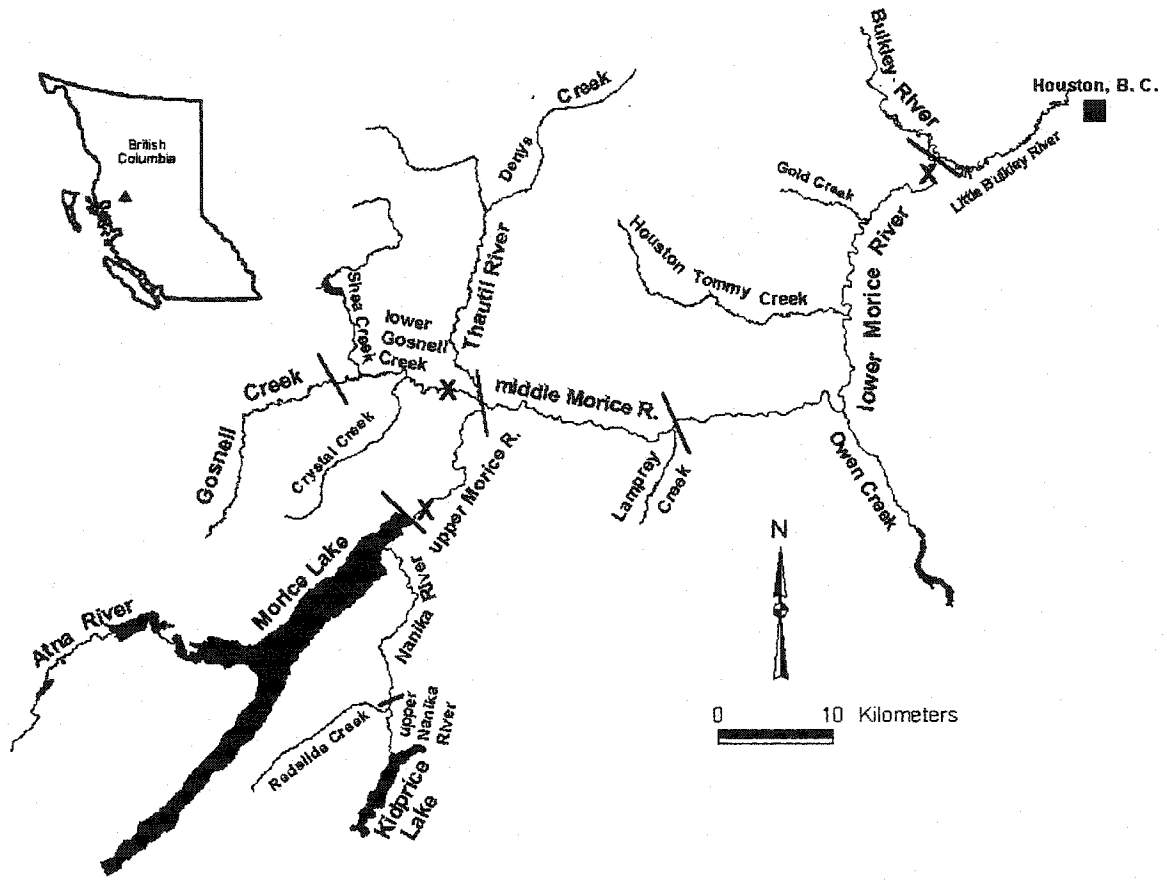 Bulkley River
Houston, B. C.
Little Bulkley River
British
Columbia
Denys Creek
Gold Creek
Houston Tommy Creek
lower Morice River
Shea Creek
lower
Gosnell
Creek
Thautil River
Gosnell Creek
Crystal Creek
middle Morice R.
Lamprey
Creek
Owen Creek
upper Morice R.
Morice Lake
Nanika River
Atna River
upper
Nanika
River
Redslide Creek
Kidprice
Lake
N
0 10 Kilometers
X
X
X